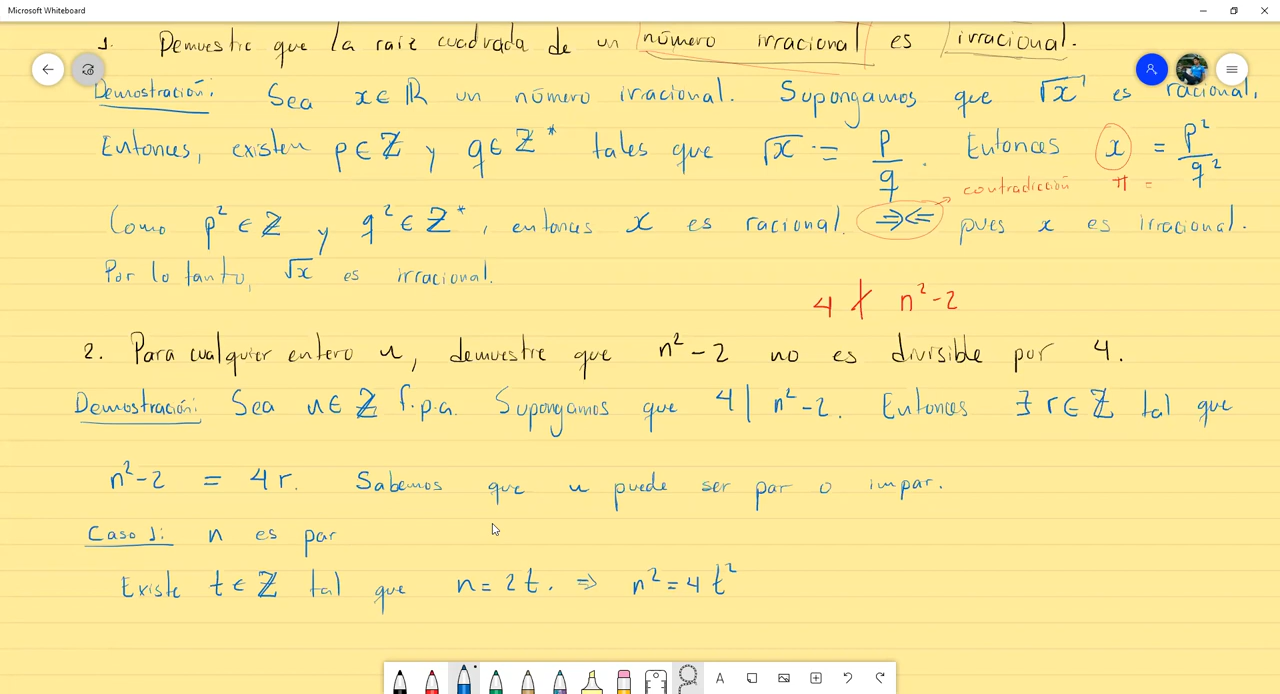 Microsoft Whiteboard
1. Demuestre que la raíz cuadrada de un número irracional es irracional.
Demostración: Sea x ∈ ℝ un número irracional. Supongamos que √x es racional.
Entonces, existen p ∈ ℤ y q ∈ ℤ* tales que √x = p/q. Entonces x = p²/q²
contradicción π =
Como p² ∈ ℤ y q² ∈ ℤ*, entonces x es racional. ⇒⇐ pues x es irracional.
Por lo tanto, √x es irracional.
4 ∤ n²-2
2. Para cualquier entero n, demuestre que n²-2 no es divisible por 4.
Demostración: Sea n ∈ ℤ f.p.a. Supongamos que 4 | n²-2. Entonces ∃ r ∈ ℤ tal que
n²-2 = 4r. Sabemos que n puede ser par o impar.
Caso 1: n es par
Existe t ∈ ℤ tal que n = 2t. ⇒ n² = 4t²
A